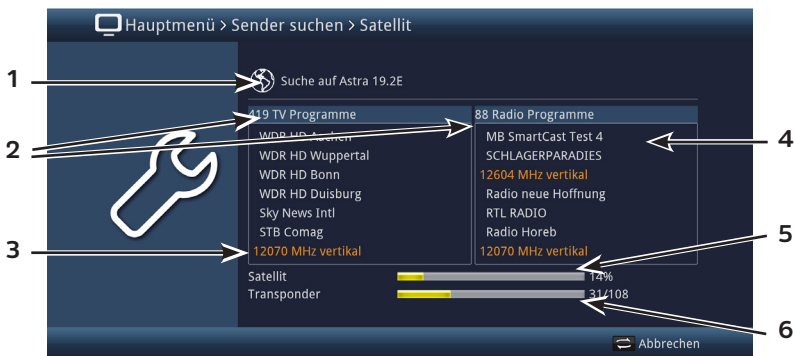 Hauptmenü > Sender suchen > Satellit
1
Suche auf Astra 19.2E
2
419 TV Programme
WDR HD Aachen
WDR HD Wuppertal
WDR HD Bonn
WDR HD Duisburg
Sky News Intl
STB Comag
3
12070 MHz vertikal
88 Radio Programme
MB SmartCast Test 4
4
SCHLAGERPARADIES
12604 MHz vertikal
Radio neue Hoffnung
RTL RADIO
Radio Horeb
12070 MHz vertikal
5
Satellit 14%
Transponder 31/108
6
Abbrechen